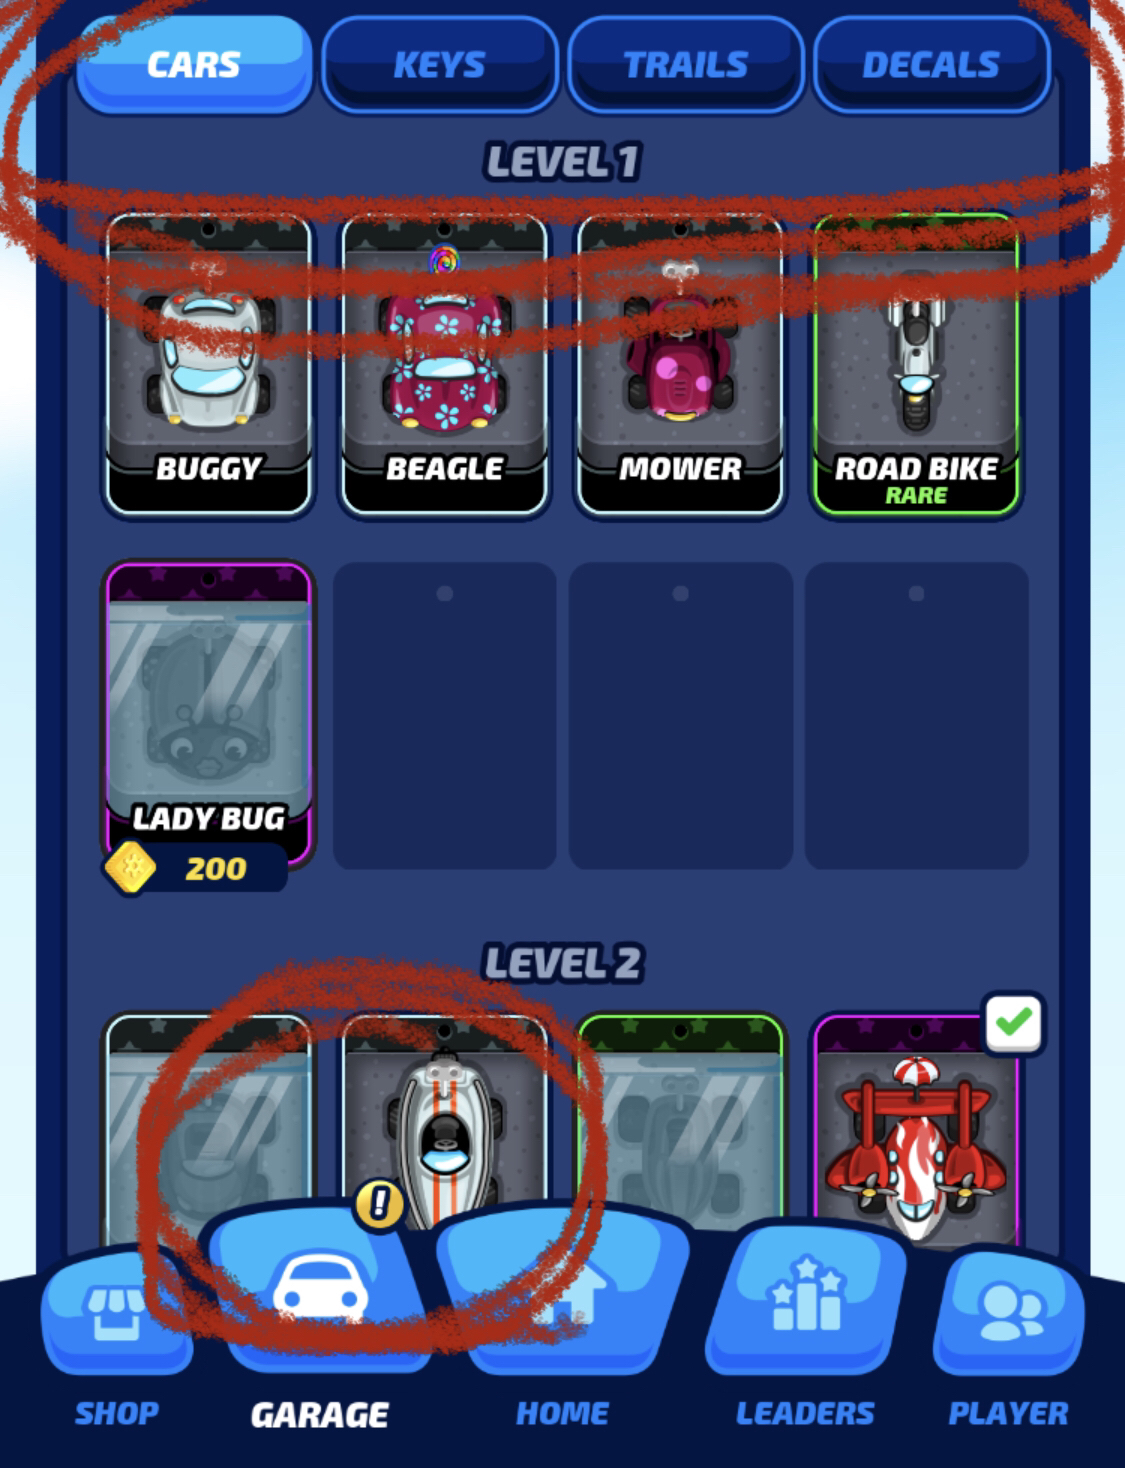 CARS KEYS TRAILS DECALS
LEVEL 1
BUGGY BEAGLE MOWER ROAD BIKE
RARE
LADY BUG
200
LEVEL 2
!
SHOP GARAGE HOME LEADERS PLAYER